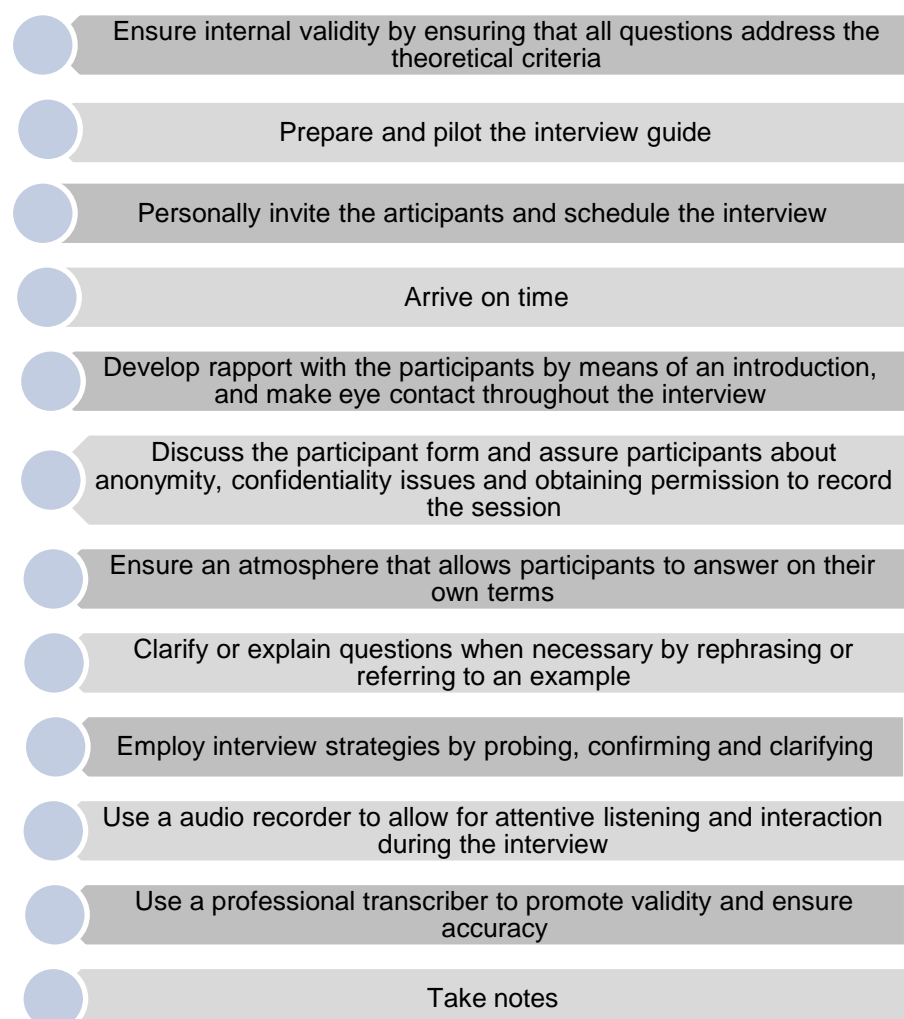 Ensure internal validity by ensuring that all questions address the
theoretical criteria
Prepare and pilot the interview guide
Personally invite the articipants and schedule the interview
Arrive on time
Develop rapport with the participants by means of an introduction,
and make eye contact throughout the interview
Discuss the participant form and assure participants about
anonymity, confidentiality issues and obtaining permission to record
the session
Ensure an atmosphere that allows participants to answer on their
own terms
Clarify or explain questions when necessary by rephrasing or
referring to an example
Employ interview strategies by probing, confirming and clarifying
Use a audio recorder to allow for attentive listening and interaction
during the interview
Use a professional transcriber to promote validity and ensure
accuracy
Take notes